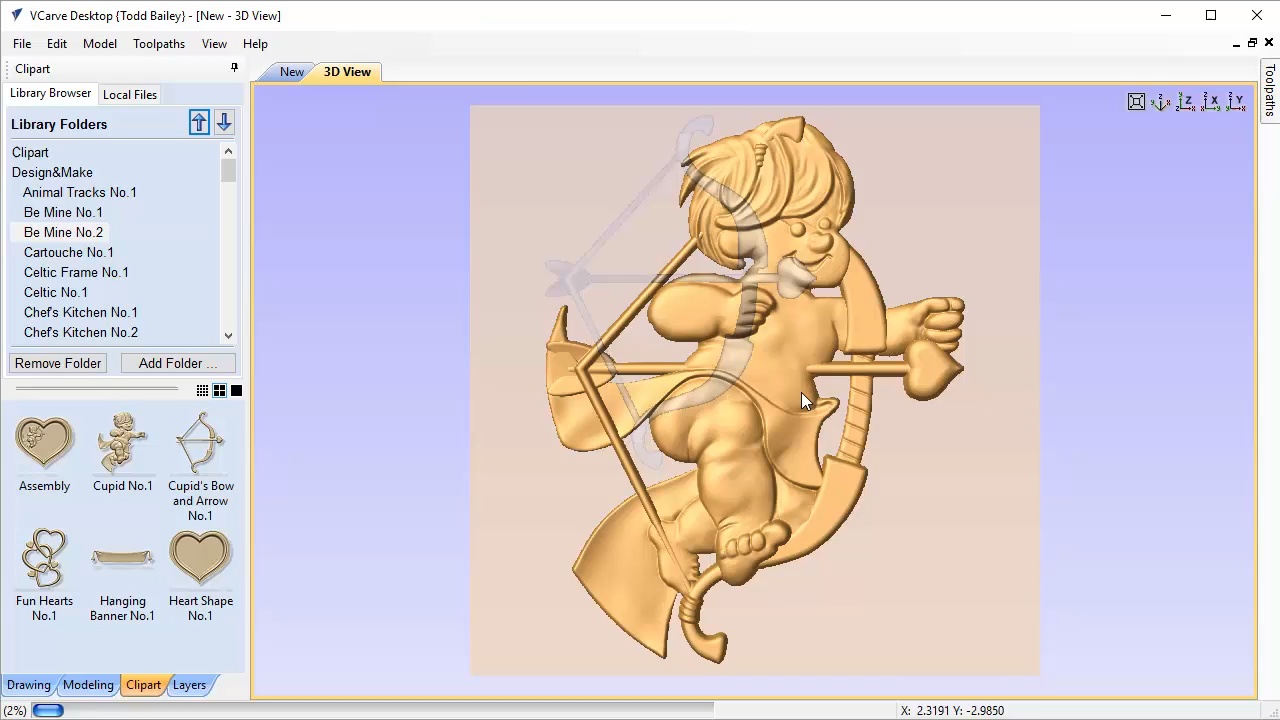 VCarve Desktop {Todd Bailey} - [New - 3D View]
File Edit Model Toolpaths View Help
Clipart
Library Browser Local Files
Library Folders
Clipart
Design&Make
Animal Tracks No.1
Be Mine No.1
Be Mine No.2
Cartouche No.1
Celtic Frame No.1
Celtic No.1
Chef's Kitchen No.1
Chef's Kitchen No.2
Remove Folder Add Folder ...
Assembly
Cupid No.1
Cupid's Bow
and Arrow
No.1
Fun Hearts
No.1
Hanging
Banner No.1
Heart Shape
No.1
Drawing Modeling Clipart Layers
New 3D View
Z X Y
Toolpaths
(2%)
X: 2.3191 Y: -2.9850